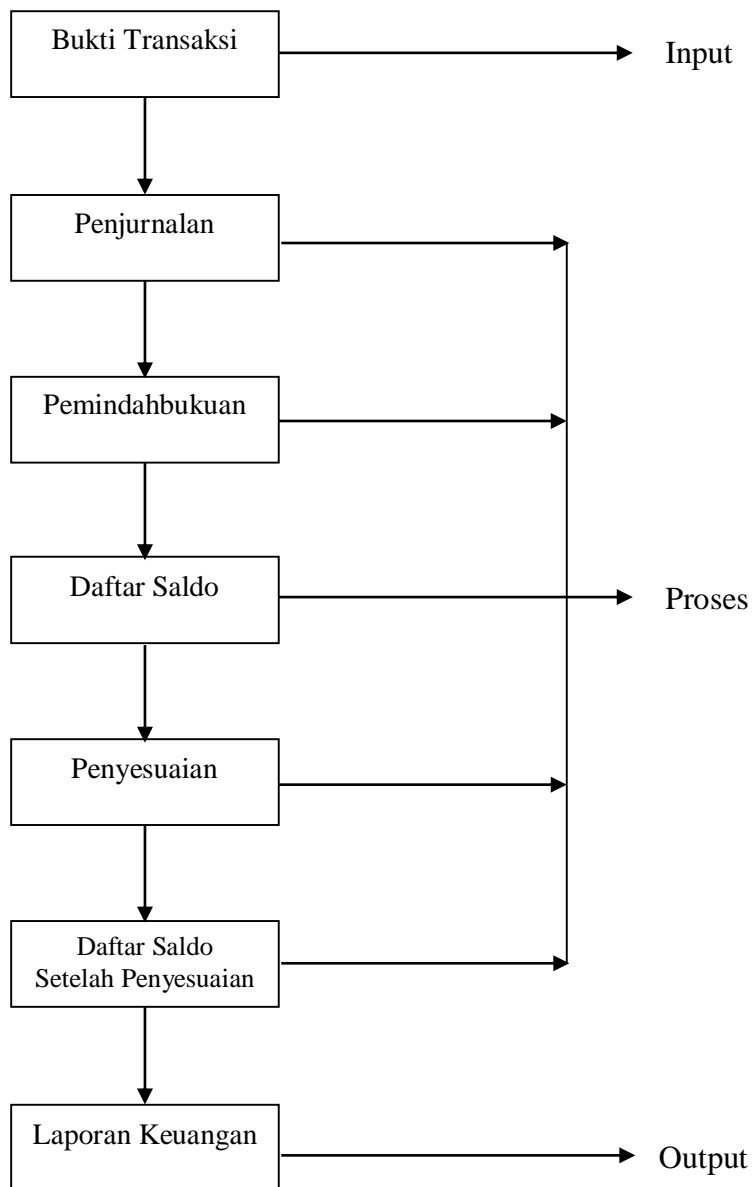 Bukti Transaksi
Input
Penjurnalan
Pemindahbukuan
Daftar Saldo
Proses
Penyesuaian
Daftar Saldo
Setelah Penyesuaian
Laporan Keuangan
Output